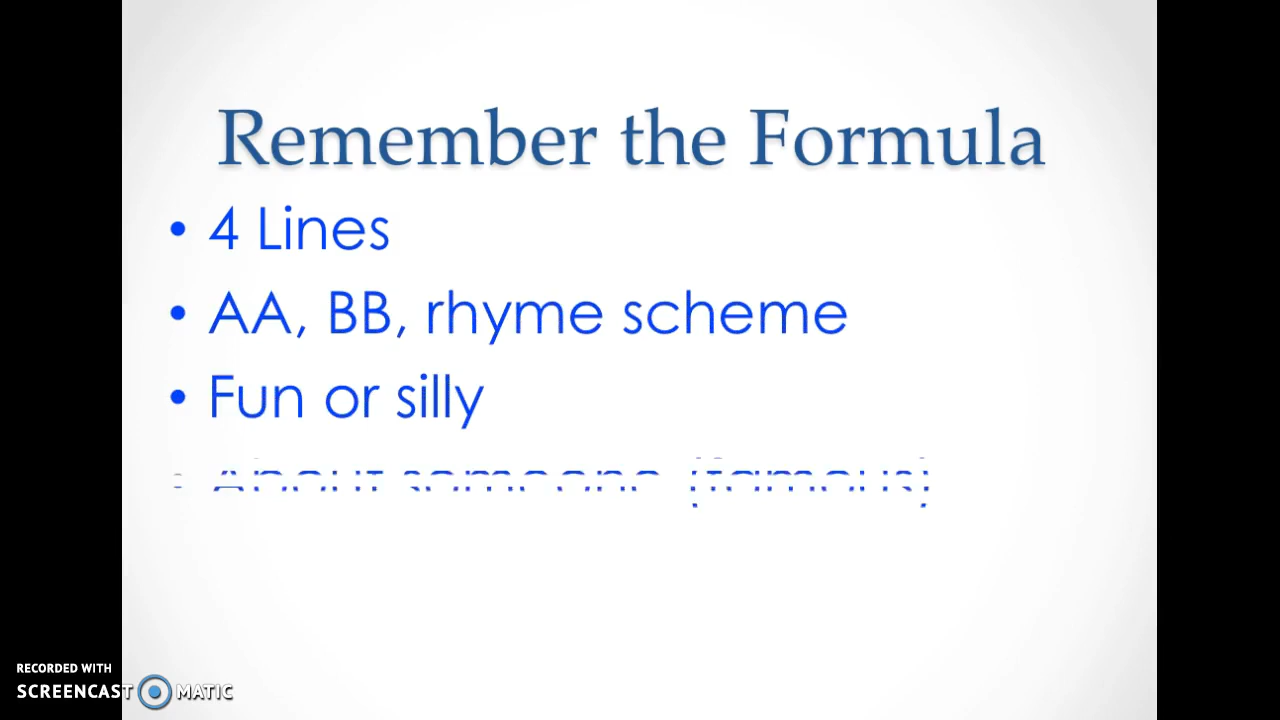 Remember the Formula
• 4 Lines
• AA, BB, rhyme scheme
• Fun or silly
• About someone (famous)
RECORDED WITH
SCREENCAST MATIC